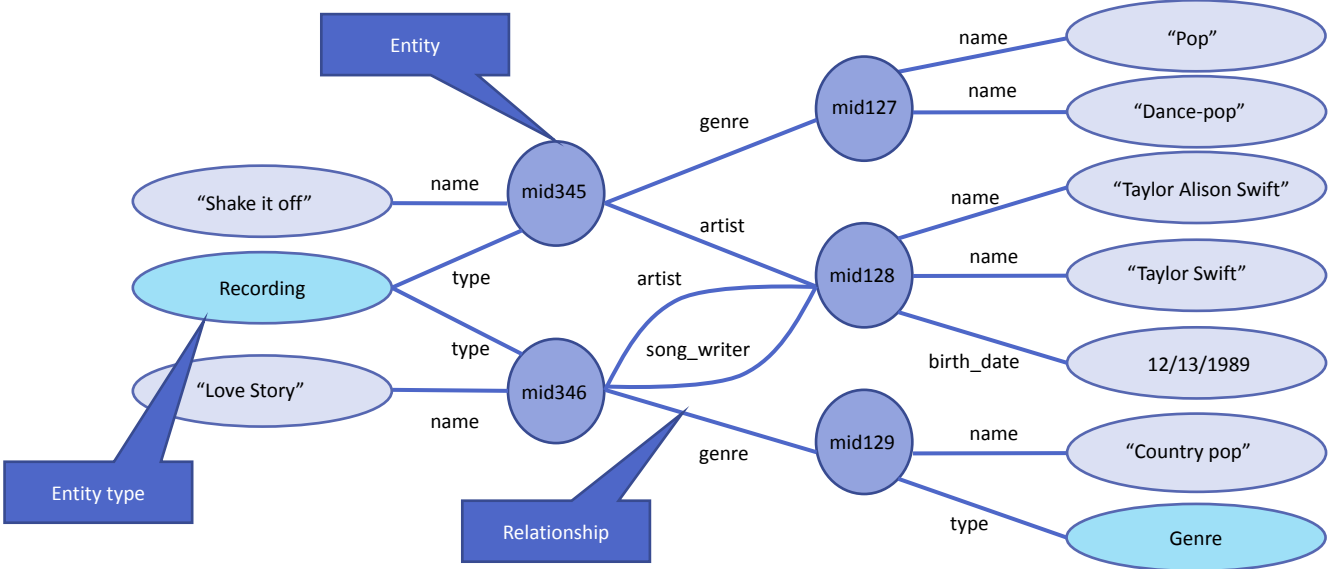 Entity
name
“Pop”
mid127
name
“Dance-pop”
genre
“Shake it off”
name
mid345
name
“Taylor Alison Swift”
artist
Recording
type
artist
mid128
name
“Taylor Swift”
type
song_writer
birth_date
12/13/1989
“Love Story”
name
mid346
genre
mid129
name
“Country pop”
Entity type
Relationship
type
Genre